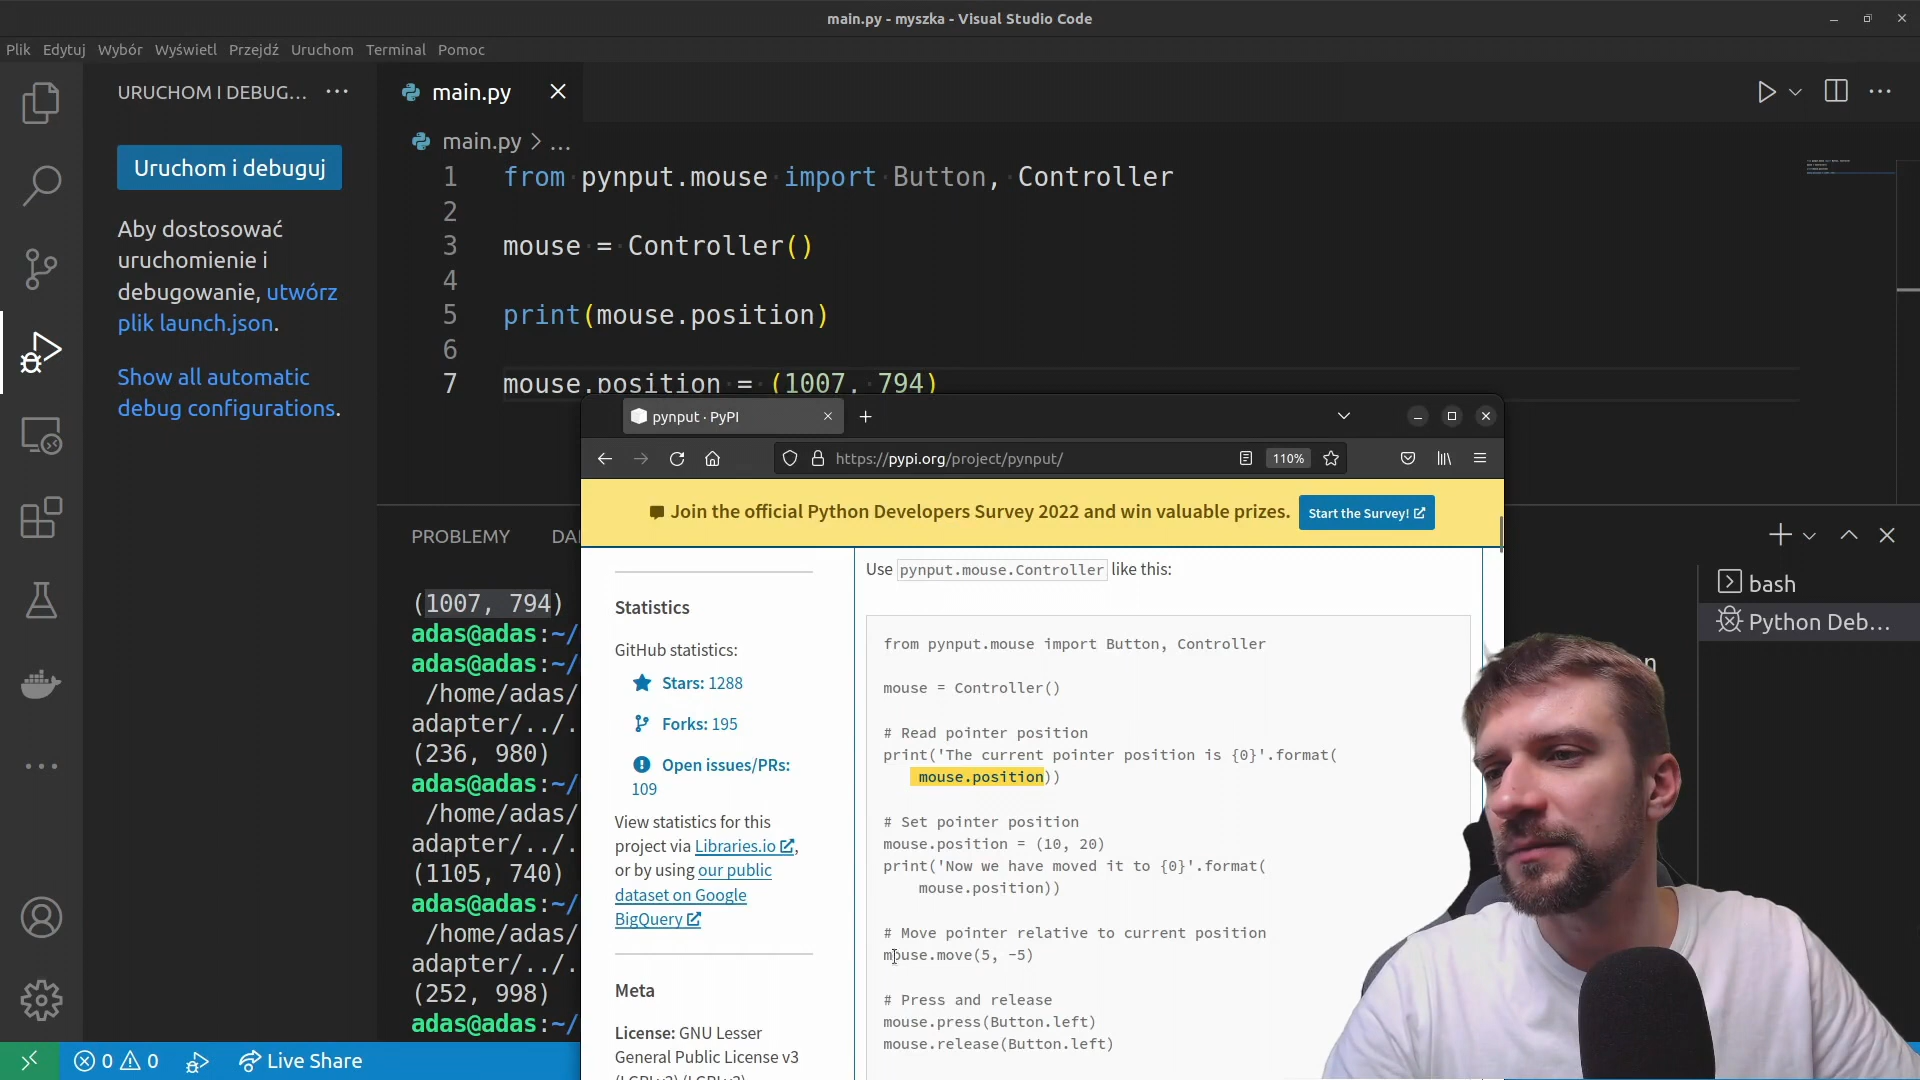 main.py - myszka - Visual Studio Code
Plik Edytuj Wybór Wyświetl Przejdź Uruchom Terminal Pomoc
URUCHOM I DEBUG...
Uruchom i debuguj
Aby dostosować
uruchomienie i
debugowanie, utwórz
plik launch.json.
Show all automatic
debug configurations.
main.py
main.py > ...
1 from pynput.mouse import Button, Controller
2
3 mouse = Controller()
4
5 print(mouse.position)
6
7 mouse.position = (1007, 794)
PROBLEMY
(1007, 794)
adas@adas:~/
adas@adas:~/
/home/adas/
adapter/../.
(236, 980)
adas@adas:~/
/home/adas/
adapter/../.
(1105, 740)
adas@adas:~/
/home/adas/
adapter/../.
(252, 998)
adas@adas:~/
bash
Python Deb...
0 0 Live Share
pynput · PyPI
https://pypi.org/project/pynput/
110%
Join the official Python Developers Survey 2022 and win valuable prizes.
Start the Survey!
Statistics
GitHub statistics:
Stars: 1288
Forks: 195
Open issues/PRs:
109
View statistics for this
project via Libraries.io,
or by using our public
dataset on Google
BigQuery
Meta
License: GNU Lesser
General Public License v3
Use pynput.mouse.Controller like this:
from pynput.mouse import Button, Controller
mouse = Controller()
# Read pointer position
print('The current pointer position is {0}'.format(
mouse.position))
# Set pointer position
mouse.position = (10, 20)
print('Now we have moved it to {0}'.format(
mouse.position))
# Move pointer relative to current position
mouse.move(5, -5)
# Press and release
mouse.press(Button.left)
mouse.release(Button.left)